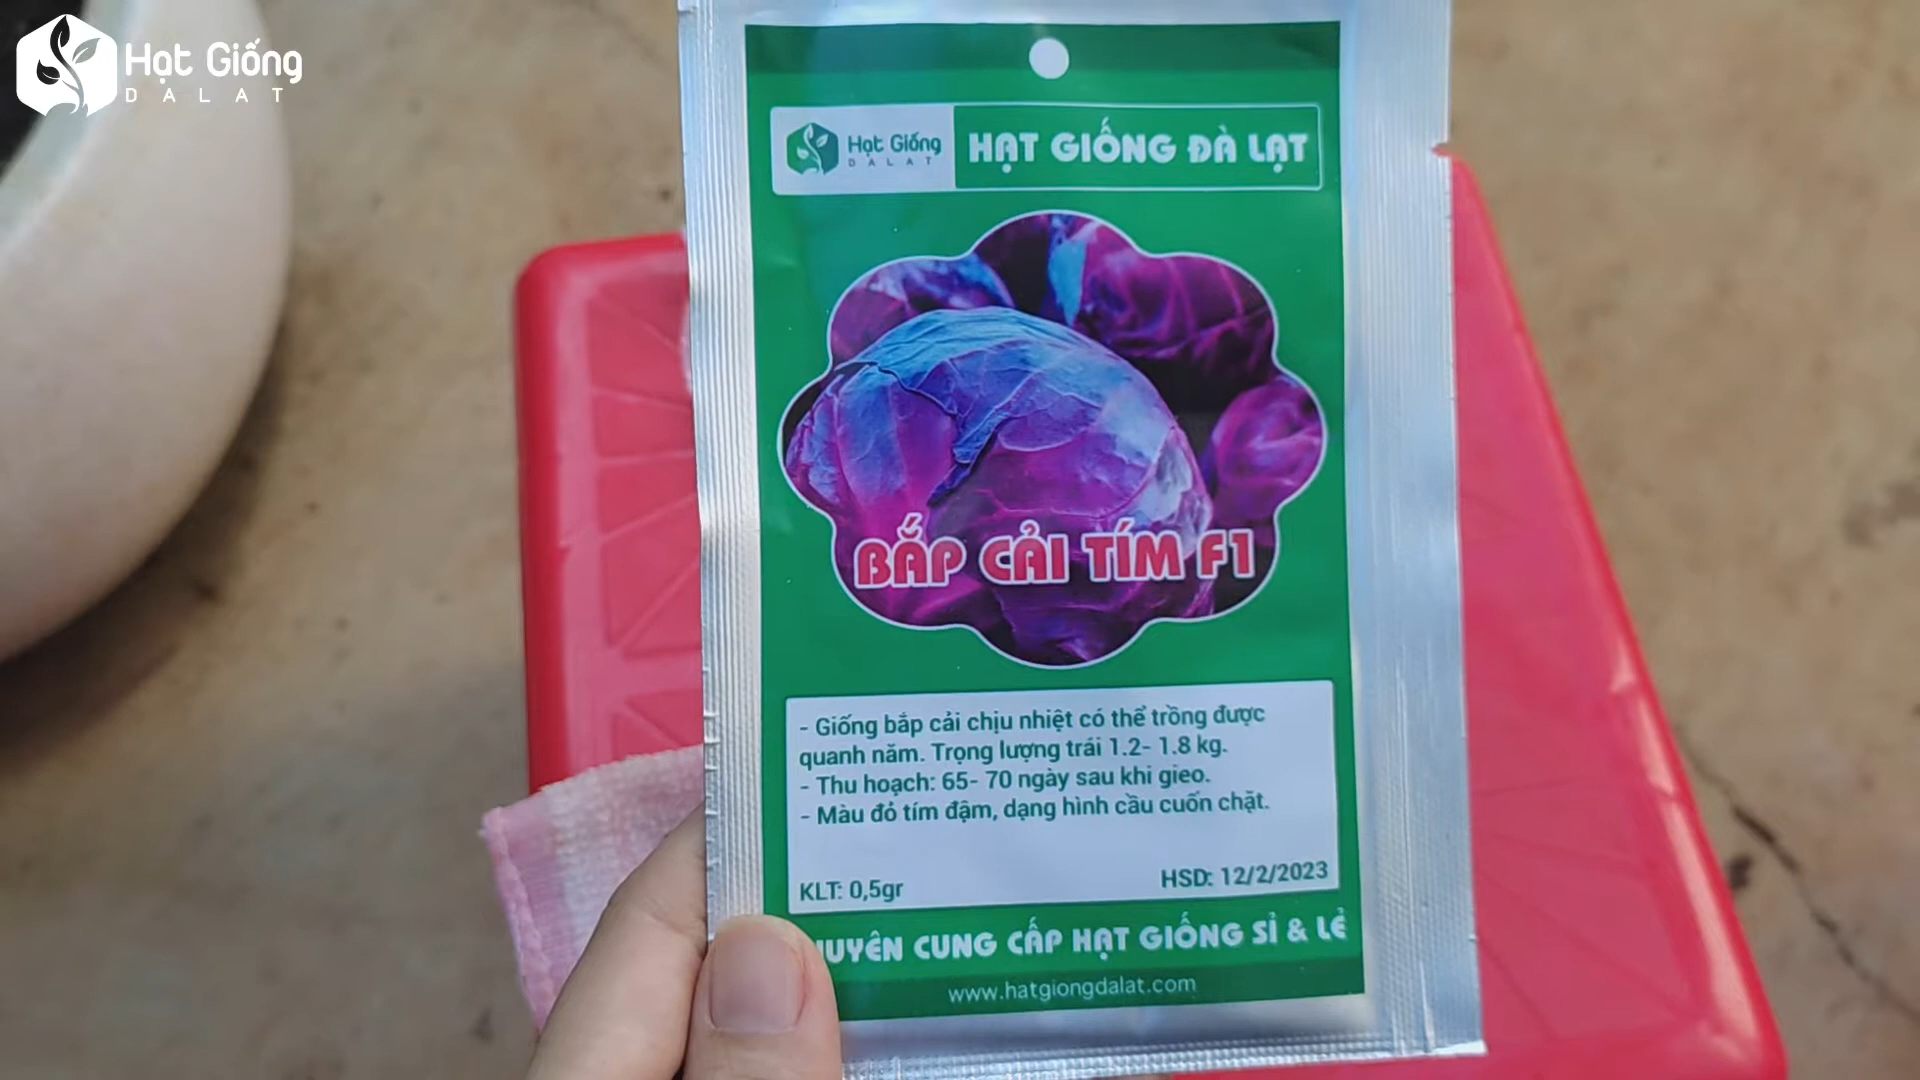 Hạt Giống
DALAT
Hạt Giống
DALAT
HẠT GIỐNG ĐÀ LẠT
BẮP CẢI TÍM F1
- Giống bắp cải chịu nhiệt có thể trồng được
quanh năm. Trọng lượng trái 1.2- 1.8 kg.
- Thu hoạch: 65- 70 ngày sau khi gieo.
- Màu đỏ tím đậm, dạng hình cầu cuốn chặt.
KLT: 0,5gr
HSD: 12/2/2023
UYÊN CUNG CẤP HẠT GIỐNG SỈ & LẺ
www.hatgiongdalat.com